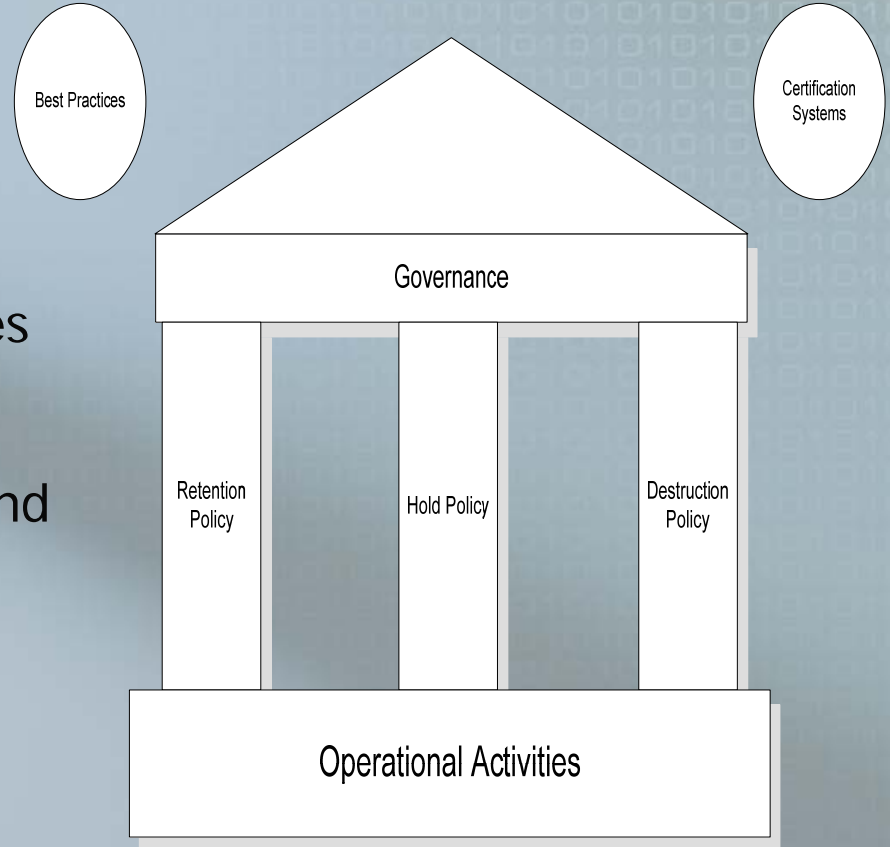 Best Practices
Certification
Systems
Governance
es
nd
Retention
Policy
Hold Policy
Destruction
Policy
Operational Activities